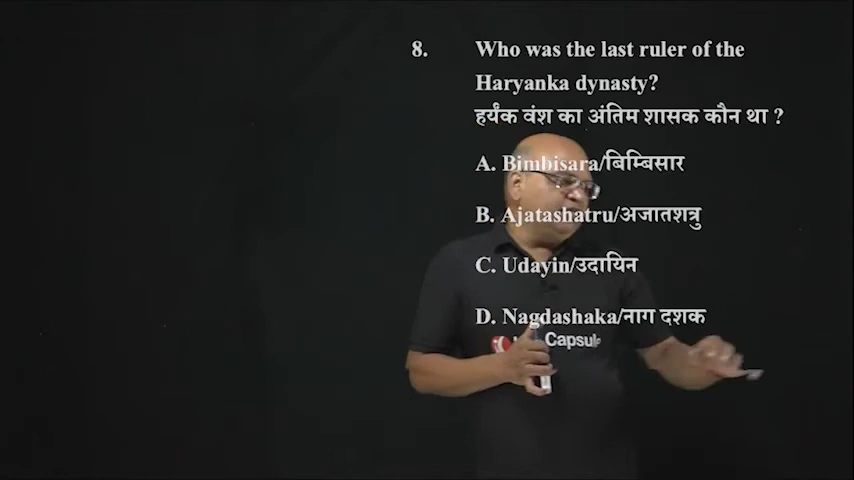 8. Who was the last ruler of the
Haryanka dynasty?
हर्यंक वंश का अंतिम शासक कौन था ?
A. Bimbisara/बिम्बिसार
B. Ajatashatru/अजातशत्रु
C. Udayin/उदायिन
D. Nagdashaka/नाग दशक
Capsule